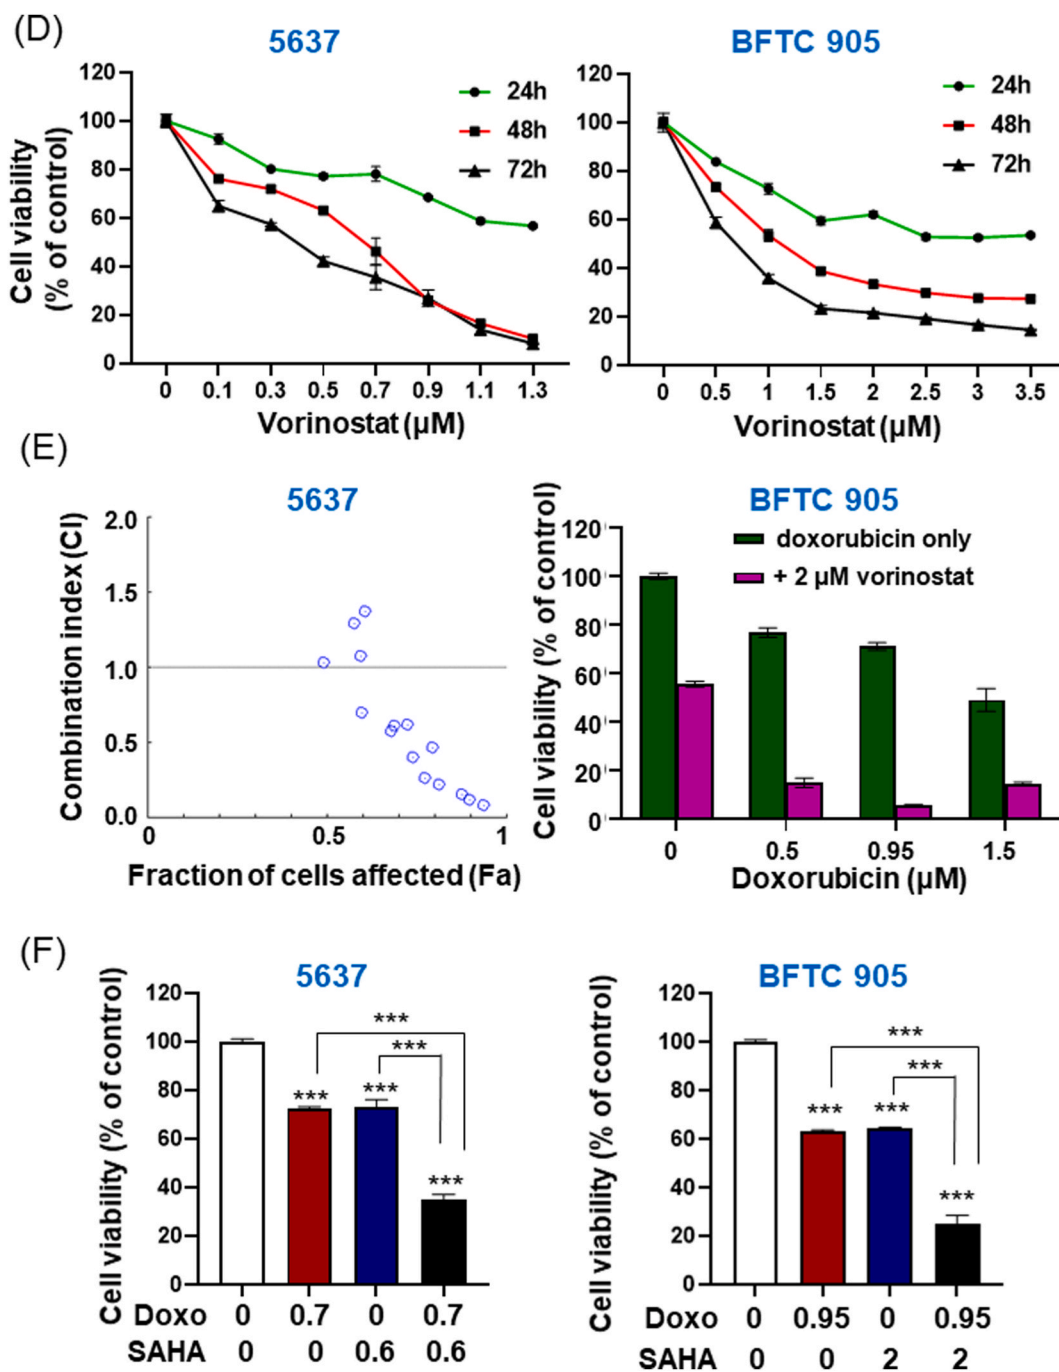 (D)
5637
BFTC 905
Cell viability
(% of control)
120
100
80
60
40
20
0
24h
48h
72h
0 0.1 0.3 0.5 0.7 0.9 1.1 1.3
Vorinostat (µM)
120
100
80
60
40
20
0
24h
48h
72h
0 0.5 1 1.5 2 2.5 3 3.5
Vorinostat (µM)
(E)
5637
BFTC 905
Combination index (CI)
2.0
1.5
1.0
0.5
0.0
0 0.5 1
Fraction of cells affected (Fa)
Cell viability (% of control)
120
100
80
60
40
20
0
doxorubicin only
+ 2 µM vorinostat
0 0.5 0.95 1.5
Doxorubicin (µM)
(F)
5637
BFTC 905
Cell viability (% of control)
120
100
80
60
40
20
0
***
***
***
***
***
Doxo 0 0.7 0 0.7
SAHA 0 0 0.6 0.6
Cell viability (% of control)
120
100
80
60
40
20
0
***
***
***
***
***
Doxo 0 0.95 0 0.95
SAHA 0 0 2 2